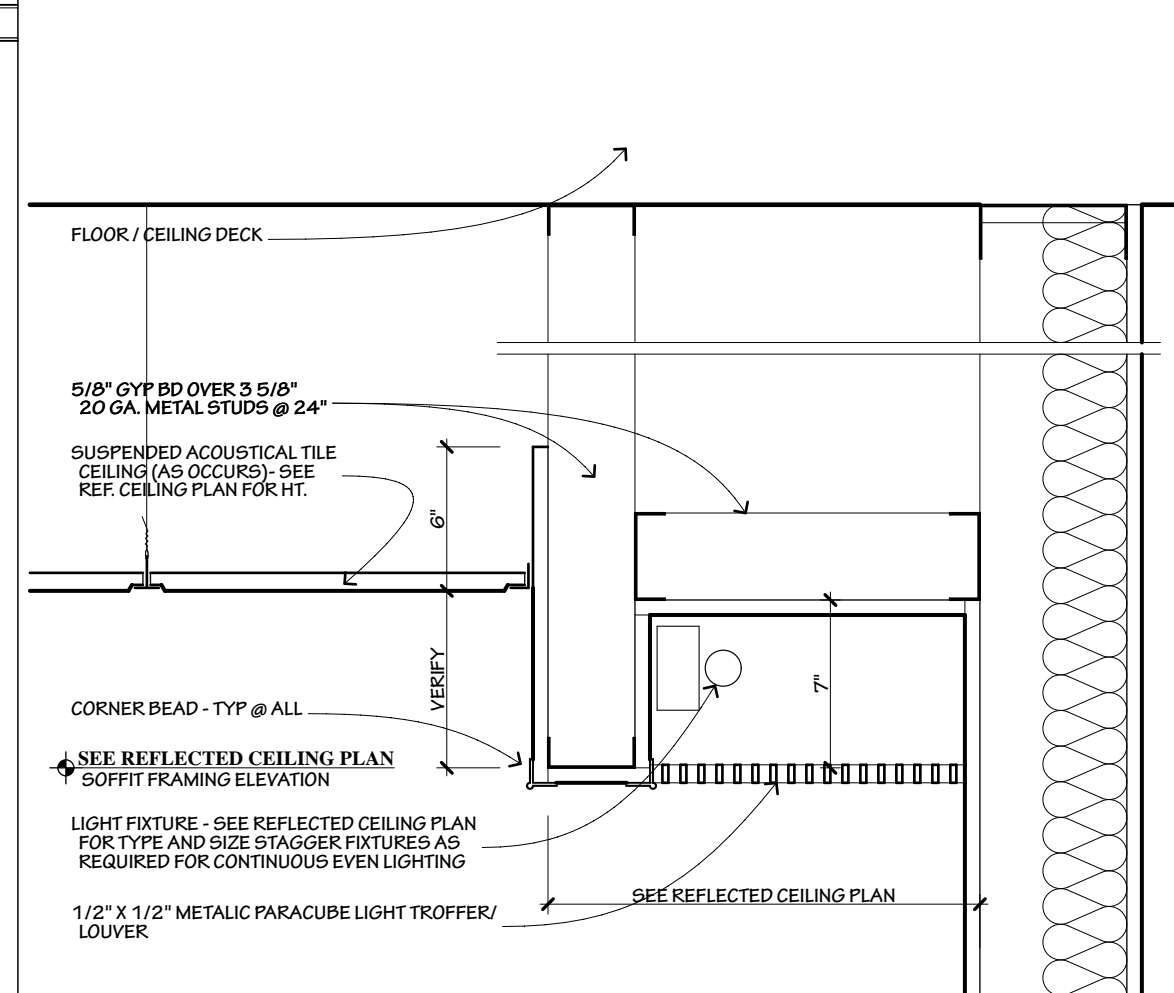 FLOOR / CEILING DECK
5/8" GYP BD OVER 3 5/8"
20 GA. METAL STUDS @ 24"
SUSPENDED ACOUSTICAL TILE
CEILING (AS OCCURS)- SEE
REF. CEILING PLAN FOR HT.
6"
VERIFY
7"
CORNER BEAD - TYP @ ALL
SEE REFLECTED CEILING PLAN
SOFFIT FRAMING ELEVATION
LIGHT FIXTURE - SEE REFLECTED CEILING PLAN
FOR TYPE AND SIZE STAGGER FIXTURES AS
REQUIRED FOR CONTINUOUS EVEN LIGHTING
SEE REFLECTED CEILING PLAN
1/2" X 1/2" METALIC PARACUBE LIGHT TROFFER/
LOUVER